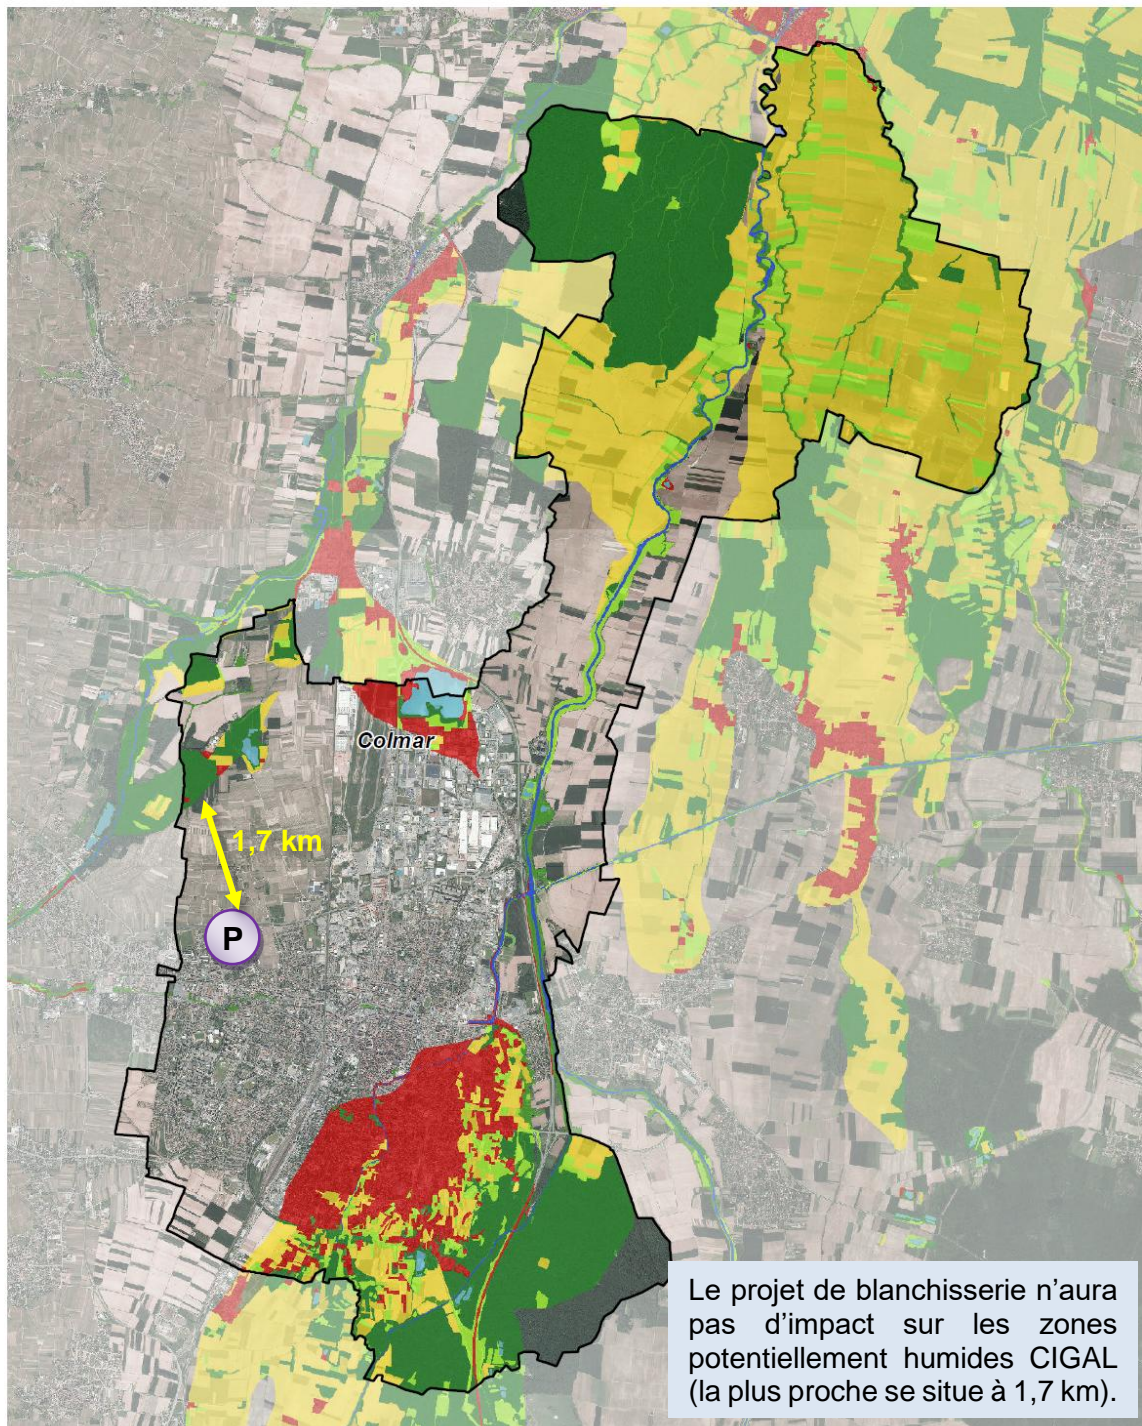 Colmar
1,7 km
P
Le projet de blanchisserie n’aura
pas d’impact sur les zones
potentiellement humides CIGAL
(la plus proche se situe à 1,7 km).